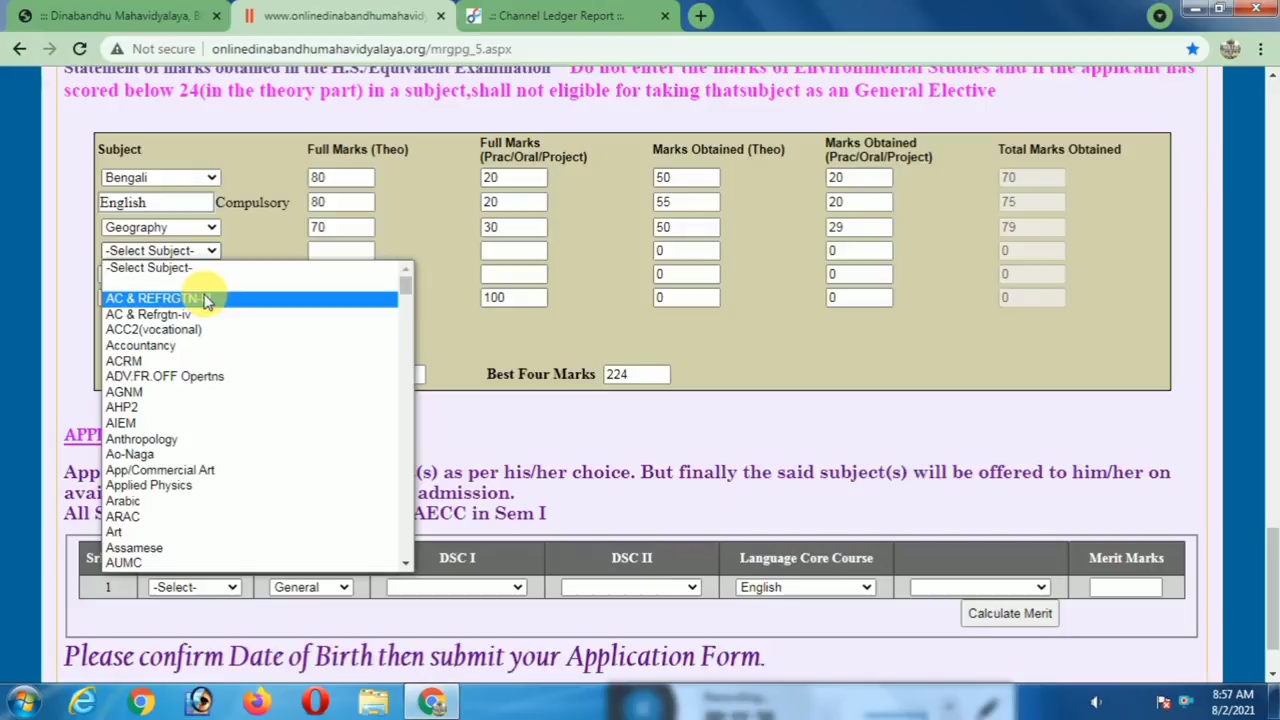 ::: Dinabandhu Mahavidyalaya, B
www.onlinedinabandhumahavid
.:: Channel Ledger Report ::.
Not secure
onlinedinabandhumahavidyalaya.org/mrgpg_5.aspx
Statement of marks obtained in the H.S./Equivalent Examination Do not enter the marks of Environmental Studies and if the applicant has
scored below 24(in the theory part) in a subject,shall not eligible for taking thatsubject as an General Elective
Subject Full Marks (Theo) Full Marks (Prac/Oral/Project) Marks Obtained (Theo) Marks Obtained (Prac/Oral/Project) Total Marks Obtained
Bengali 80 20 50 20 70
English Compulsory 80 20 55 20 75
Geography 70 30 50 29 79
-Select Subject- 0 0 0
-Select Subject- 0 0 0
100 0 0 0
AC & REFRGTN-
AC & Refrgtn-iv
ACC2(vocational)
Accountancy
ACRM
ADV.FR.OFF Opertns
Best Four Marks 224
AGNM
AHP2
AIEM
Anthropology
Ao-Naga
App/Commercial Art
Applied Physics
Arabic
ARAC
Art
Assamese
AUMC
APP
App (s) as per his/her choice. But finally the said subject(s) will be offered to him/her on
avai admission.
All S AECC in Sem I
Sr DSC I DSC II Language Core Course Merit Marks
1 -Select- General English
Calculate Merit
Please confirm Date of Birth then submit your Application Form.
8:57 AM
8/2/2021